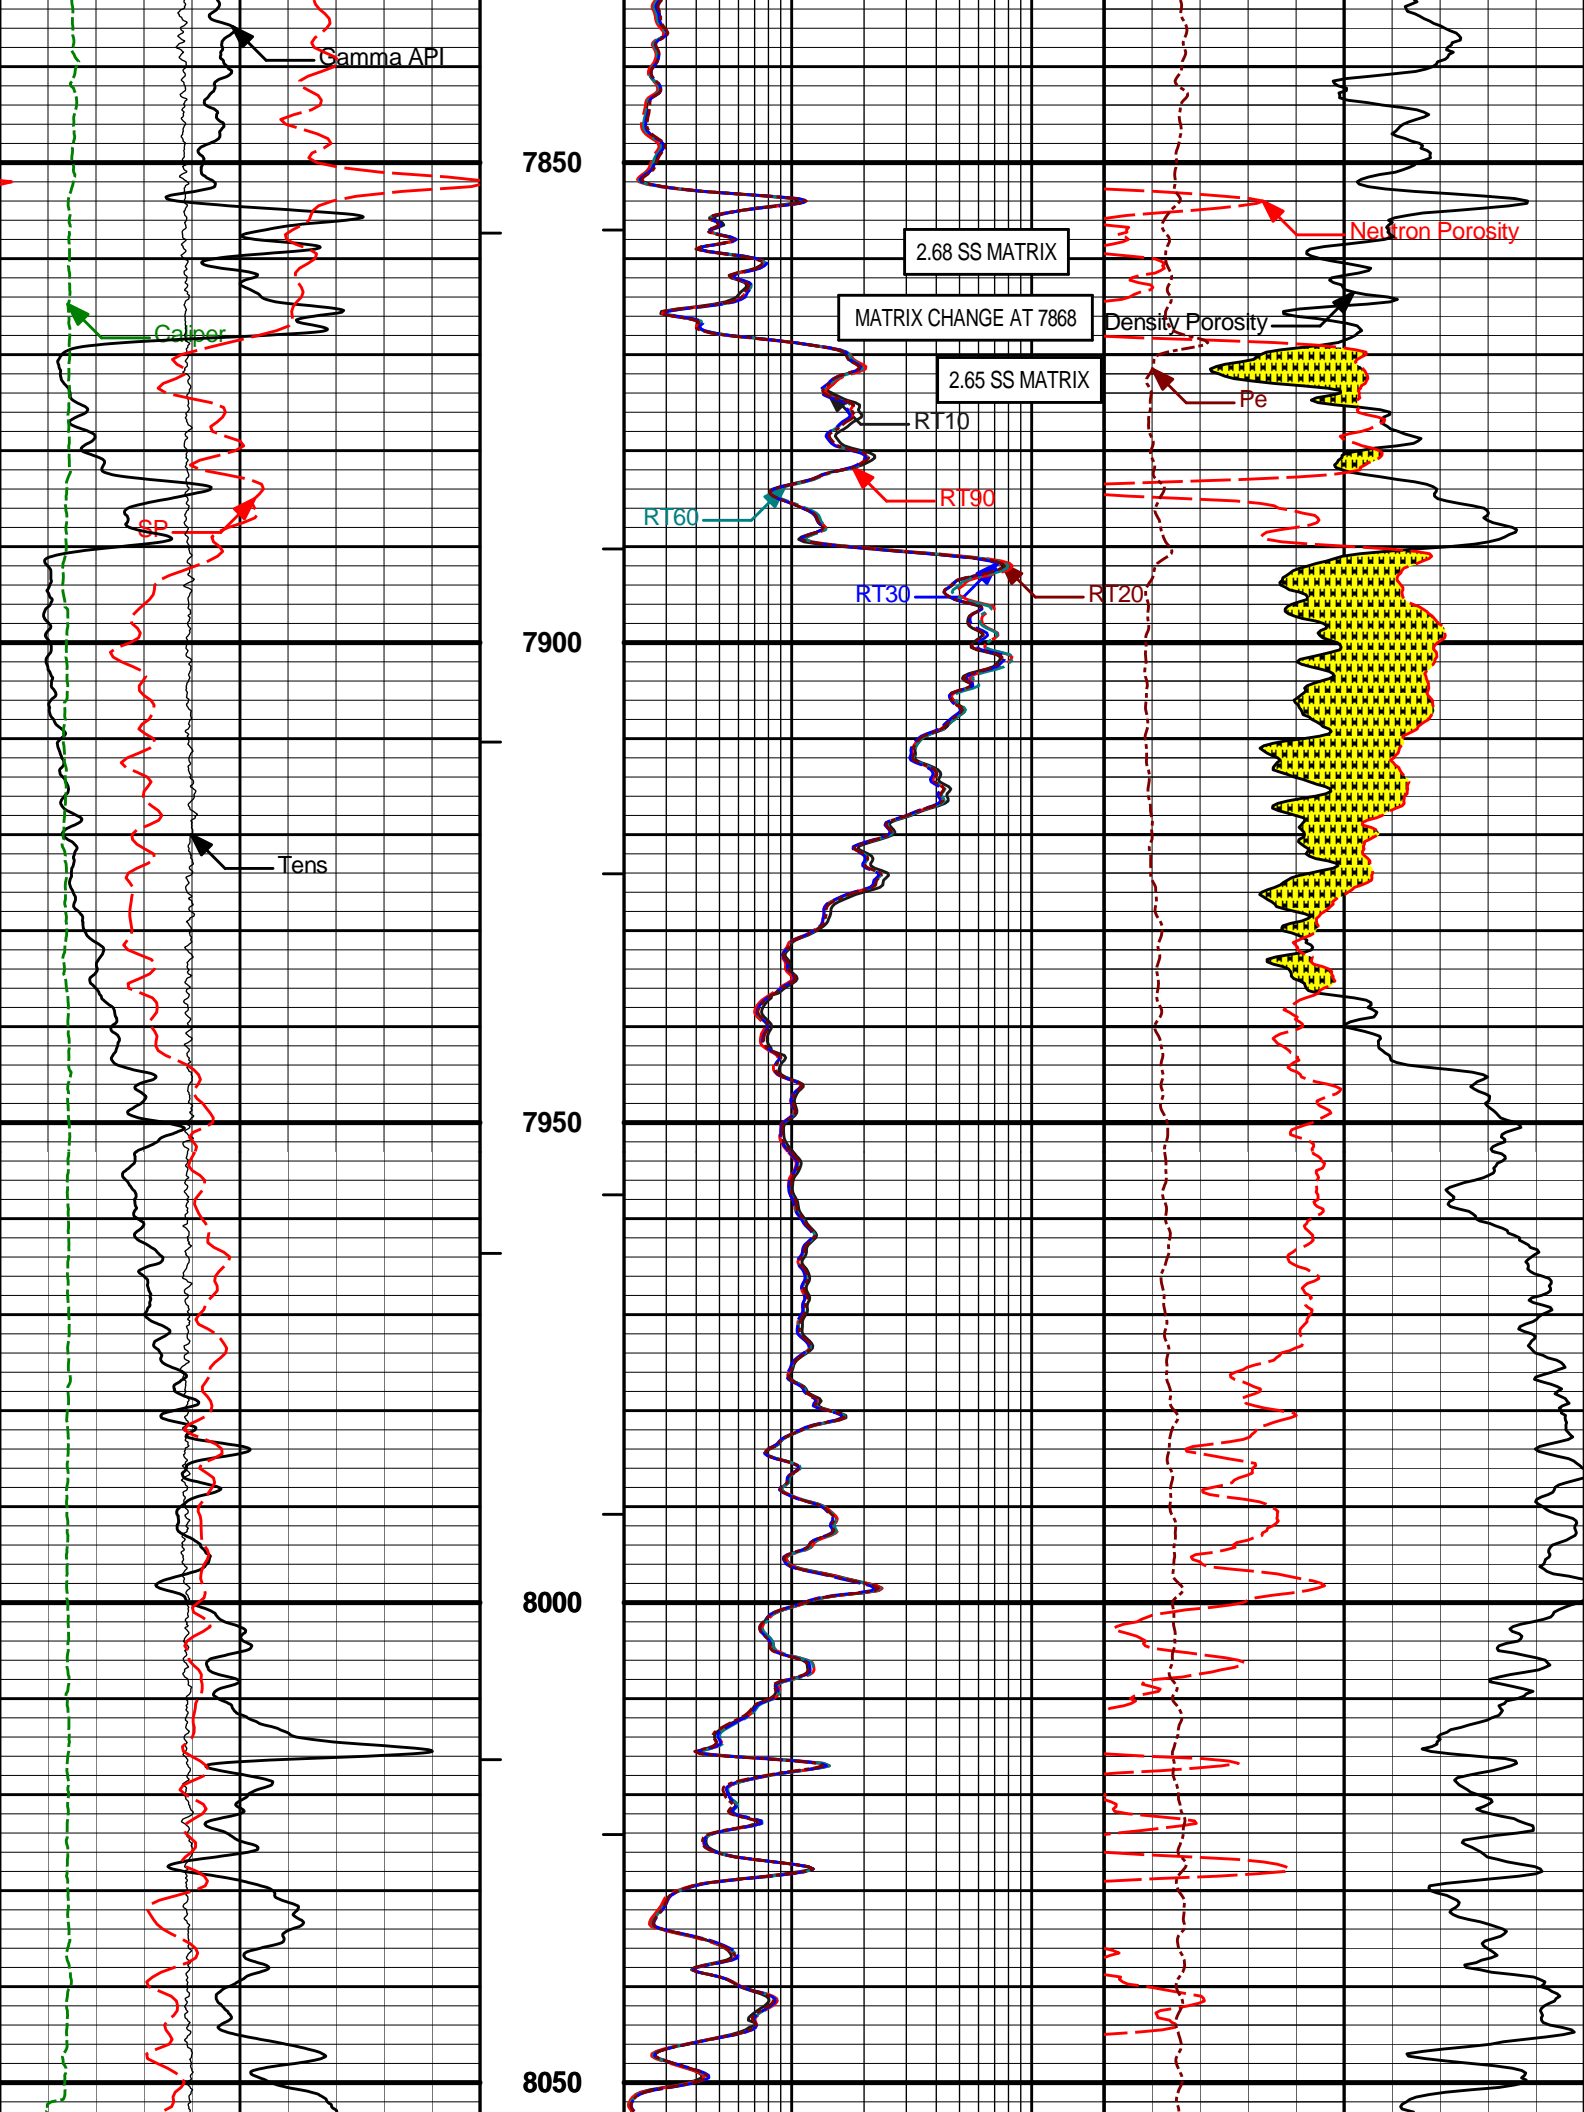 Gamma API
7850
Neutron Porosity
2.68 SS MATRIX
MATRIX CHANGE AT 7868
Density Porosity
Caliper
2.65 SS MATRIX
Pe
RT10
RT90
RT60
SP
RT30
RT20
7900
Tens
7950
8000
8050